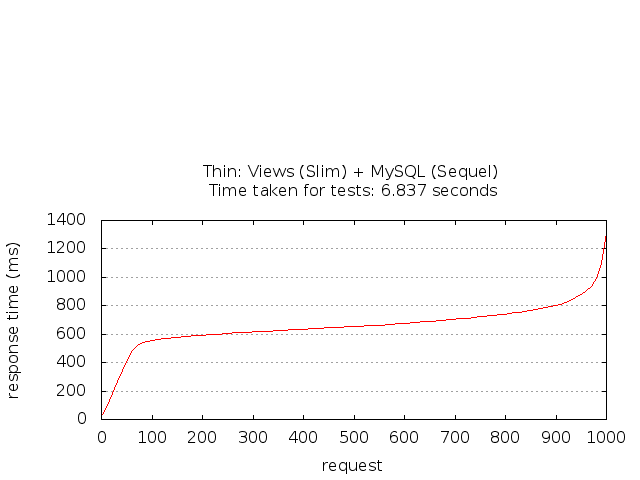 Thin: Views (Slim) + MySQL (Sequel)
Time taken for tests: 6.837 seconds
1400
1200
1000
800
600
400
200
0
response time (ms)
0 100 200 300 400 500 600 700 800 900 1000
request